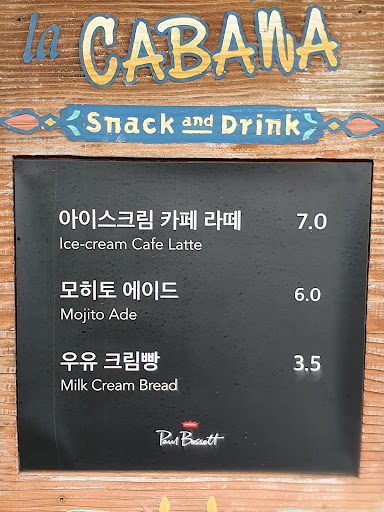 la CABANA
Snack and Drink
아이스크림 카페 라떼 7.0
Ice-cream Cafe Latte
모히토 에이드 6.0
Mojito Ade
우유 크림빵 3.5
Milk Cream Bread
Paul Bassett